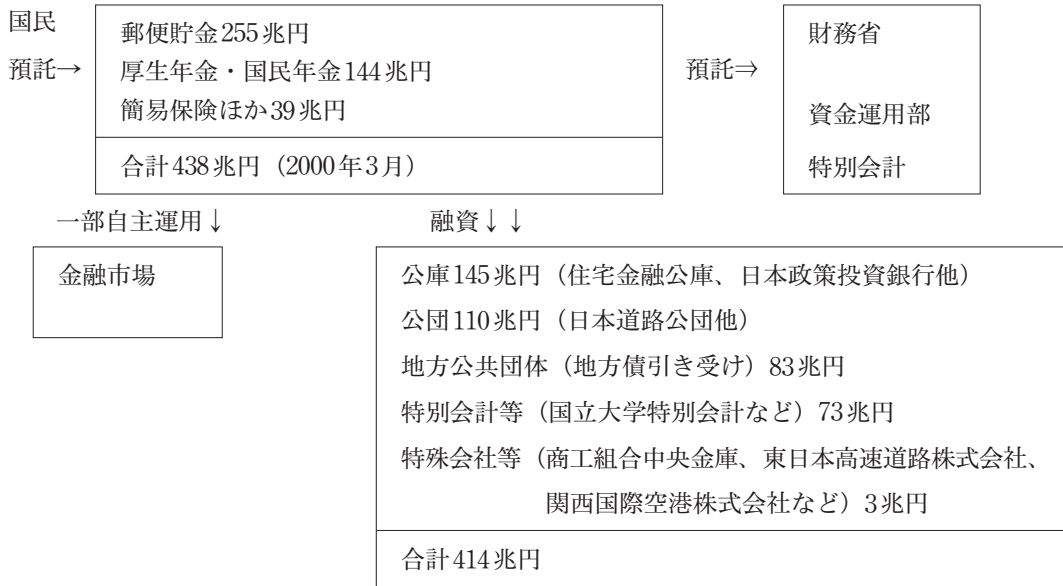 国民
預託→
郵便貯金255兆円
厚生年金・国民年金144兆円
簡易保険ほか39兆円
合計438兆円（2000年3月）
預託⇒
財務省
資金運用部
特別会計
一部自主運用↓
融資↓↓
金融市場
公庫145兆円（住宅金融公庫、日本政策投資銀行他）
公団110兆円（日本道路公団他）
地方公共団体（地方債引き受け）83兆円
特別会計等（国立大学特別会計など）73兆円
特殊会社等（商工組合中央金庫、東日本高速道路株式会社、
関西国際空港株式会社など）3兆円
合計414兆円